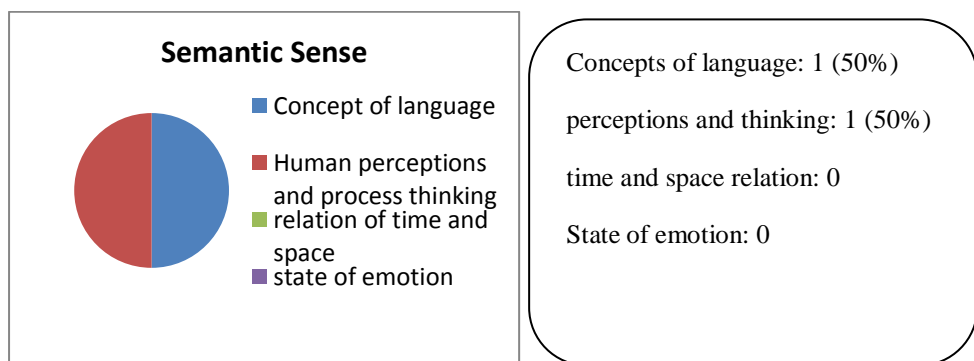 Semantic Sense
Concept of language
Human perceptions
and process thinking
relation of time and
space
state of emotion
Concepts of language: 1 (50%)
perceptions and thinking: 1 (50%)
time and space relation: 0
State of emotion: 0